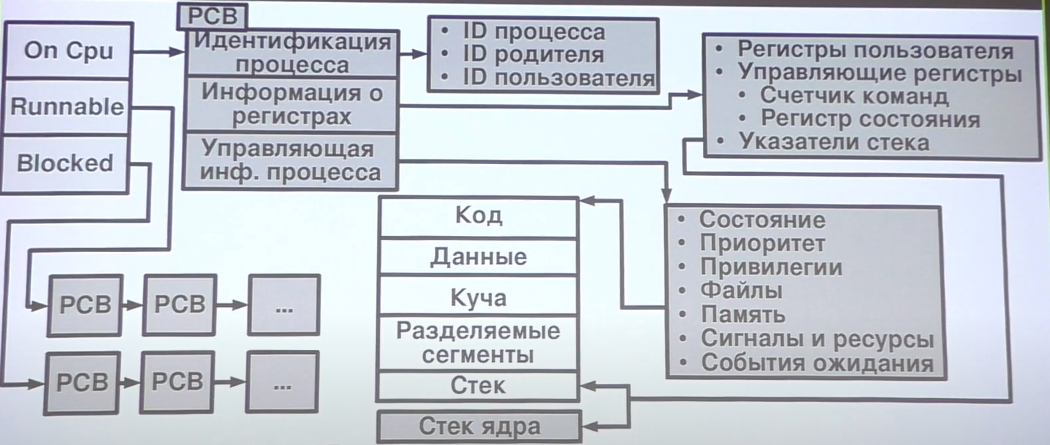 PCB
On Cpu
Runnable
Blocked
Идентификация
процесса
Информация о
регистрах
Управляющая
инф. процесса
• ID процесса
• ID родителя
• ID пользователя
• Регистры пользователя
• Управляющие регистры
• Счетчик команд
• Регистр состояния
• Указатели стека
Код
Данные
Куча
Разделяемые
сегменты
Стек
Стек ядра
• Состояние
• Приоритет
• Привилегии
• Файлы
• Память
• Сигналы и ресурсы
• События ожидания
PCB PCB ...
PCB PCB ...